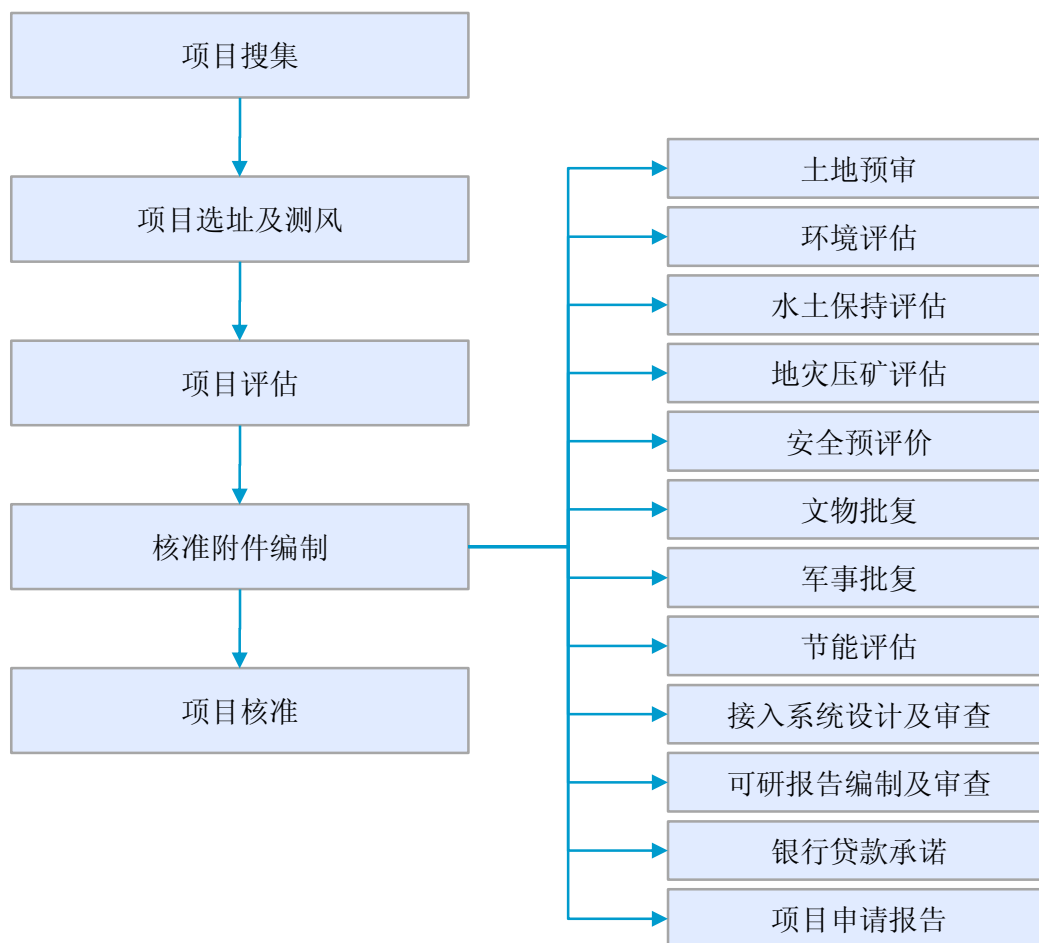 项目搜集
项目选址及测风
项目评估
核准附件编制
项目核准
土地预审
环境评估
水土保持评估
地灾压矿评估
安全预评价
文物批复
军事批复
节能评估
接入系统设计及审查
可研报告编制及审查
银行贷款承诺
项目申请报告